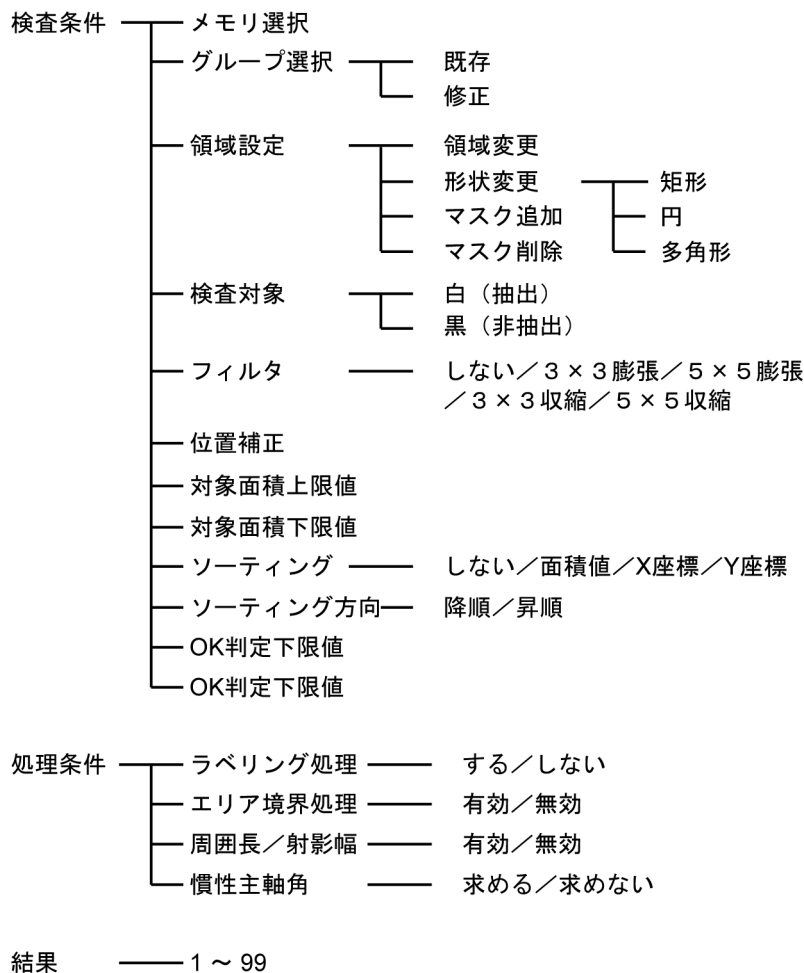 検査条件 メモリ選択
グループ選択 既存
修正
領域設定 領域変更
形状変更 矩形
マスク追加 円
マスク削除 多角形
検査対象 白（抽出）
黒（非抽出）
フィルタ しない／３×３膨張／５×５膨張
／３×３収縮／５×５収縮
位置補正
対象面積上限値
対象面積下限値
ソーティング しない／面積値／X座標／Y座標
ソーティング方向 降順／昇順
OK判定下限値
OK判定下限値
処理条件 ラベリング処理 する／しない
エリア境界処理 有効／無効
周囲長／射影幅 有効／無効
慣性主軸角 求める／求めない
結果 1 ～ 99